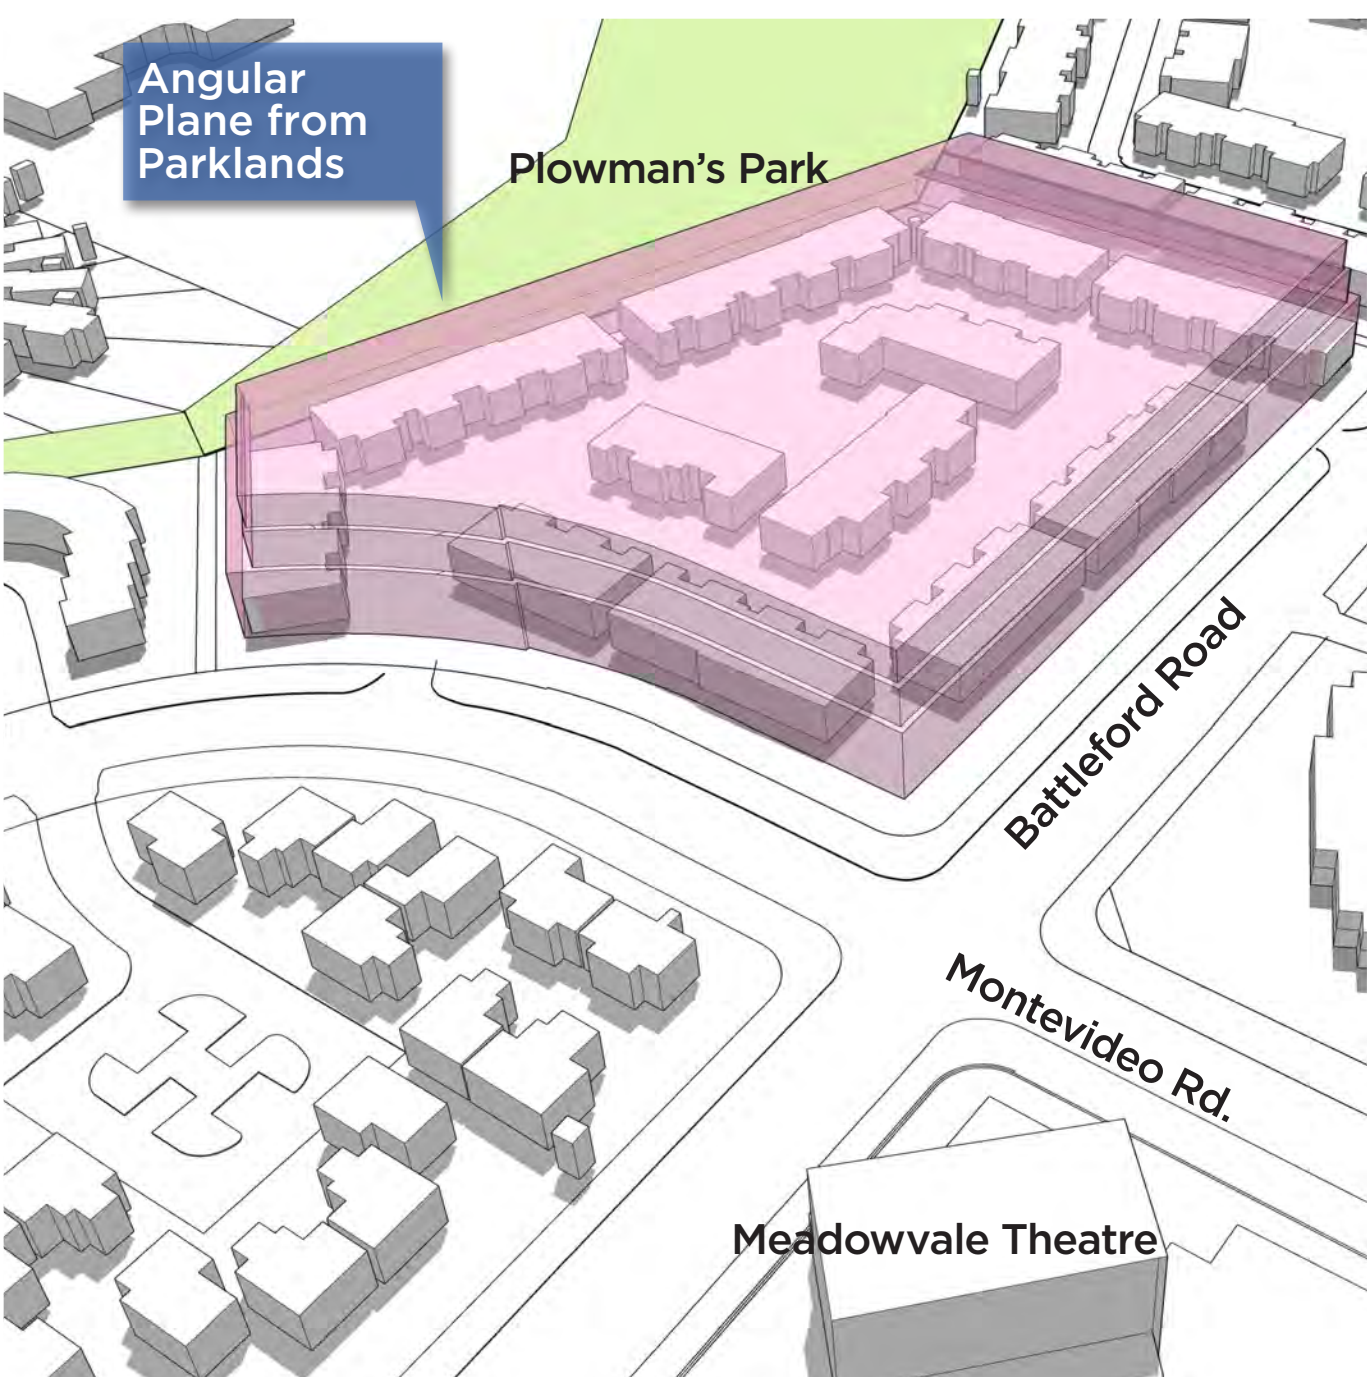 Angular
Plane from
Parklands
Plowman’s Park
Battleford Road
Montevideo Rd.
Meadowvale Theatre